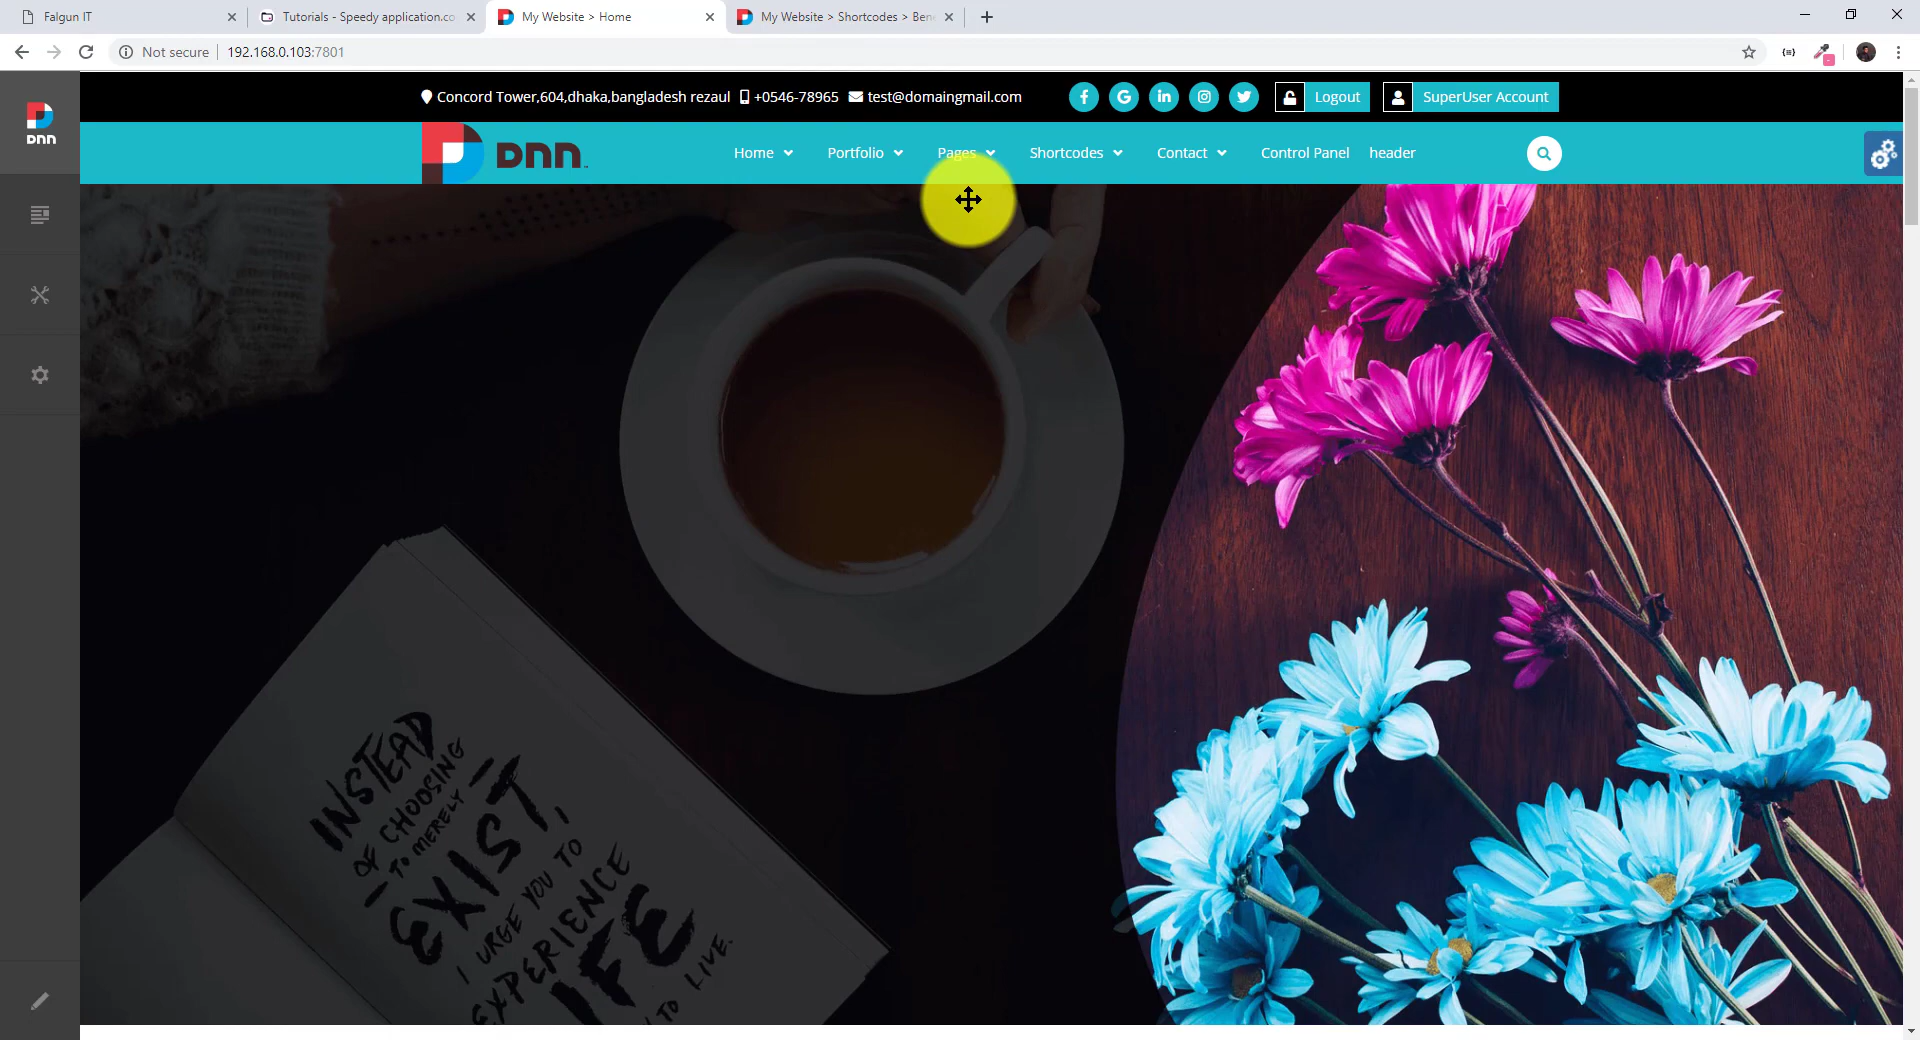 Falgun IT
Tutorials - Speedy application.co
My Website > Home
My Website > Shortcodes > Ben
Not secure
192.168.0.103:7801
Concord Tower,604,dhaka,bangladesh rezaul +0546-78965 test@domaingmail.com
Logout
SuperUser Account
DNN
DNN
Home
Portfolio
Pages
Shortcodes
Contact
Control Panel
header
INSTEAD
OF CHOOSING
TO MERELY
EXIST,
I URGE YOU TO
EXPERIENCE
LIFE
TO LIVE.